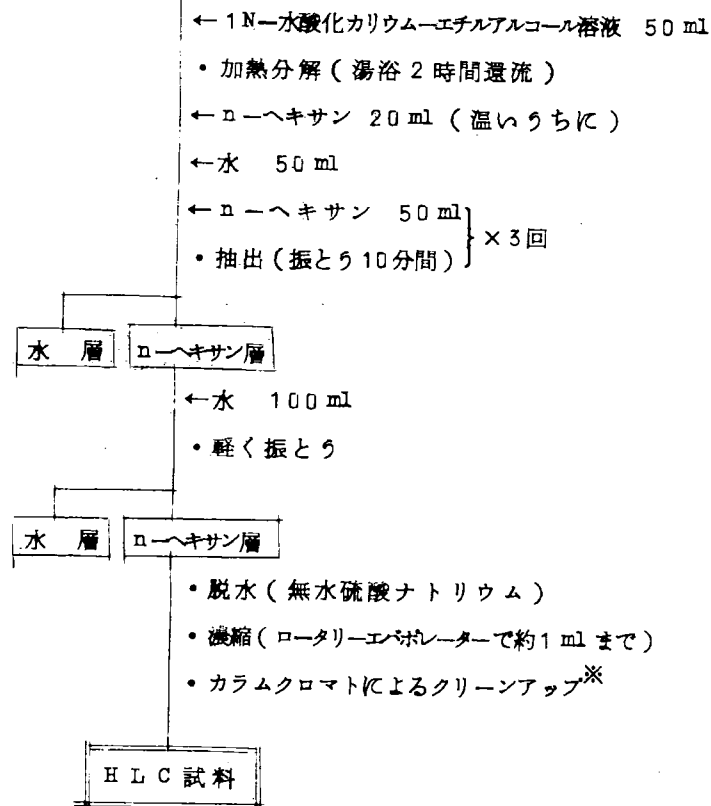 ←1N－水酸化カリウム－エチルアルコール溶液 50 ml
・加熱分解(湯浴2時間還流)
←n－ヘキサン 20 ml(温いうちに)
←水 50 ml
←n－ヘキサン 50 ml
・抽出(振とう10分間)
×3回
水 層 n－ヘキサン層
←水 100 ml
・軽く振とう
水 層 n－ヘキサン層
・脱水(無水硫酸ナトリウム)
・濃縮(ロータリーエバポレーターで約1 mlまで)
・カラムクロマトによるクリーンアップ※
HLC試料